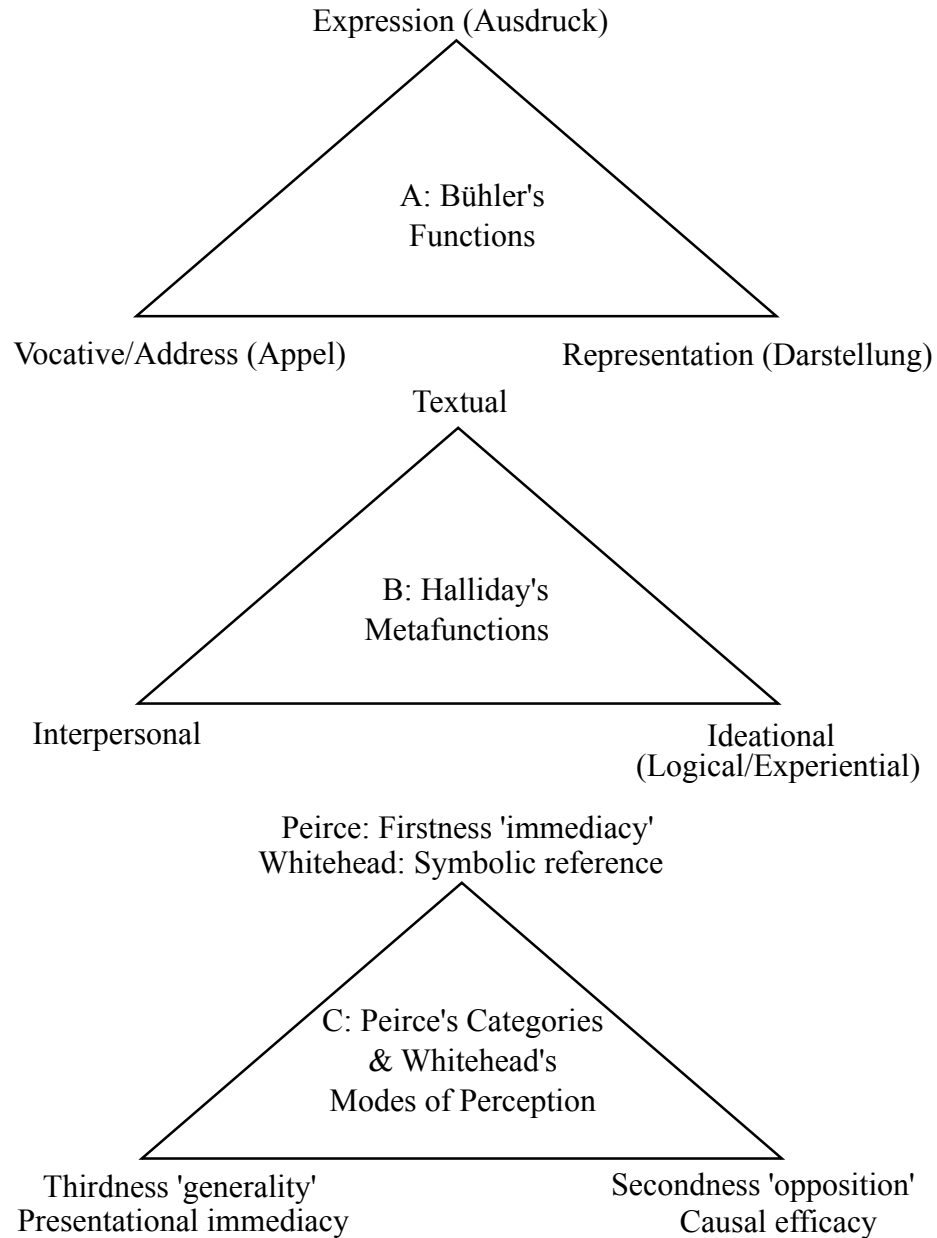 Expression (Ausdruck)
A: Bühler's
Functions
Vocative/Address (Appel)
Representation (Darstellung)
Textual
B: Halliday's
Metafunctions
Interpersonal
Ideational
(Logical/Experiential)
Peirce: Firstness 'immediacy'
Whitehead: Symbolic reference
C: Peirce's Categories
& Whitehead's
Modes of Perception
Thirdness 'generality'
Presentational immediacy
Secondness 'opposition'
Causal efficacy